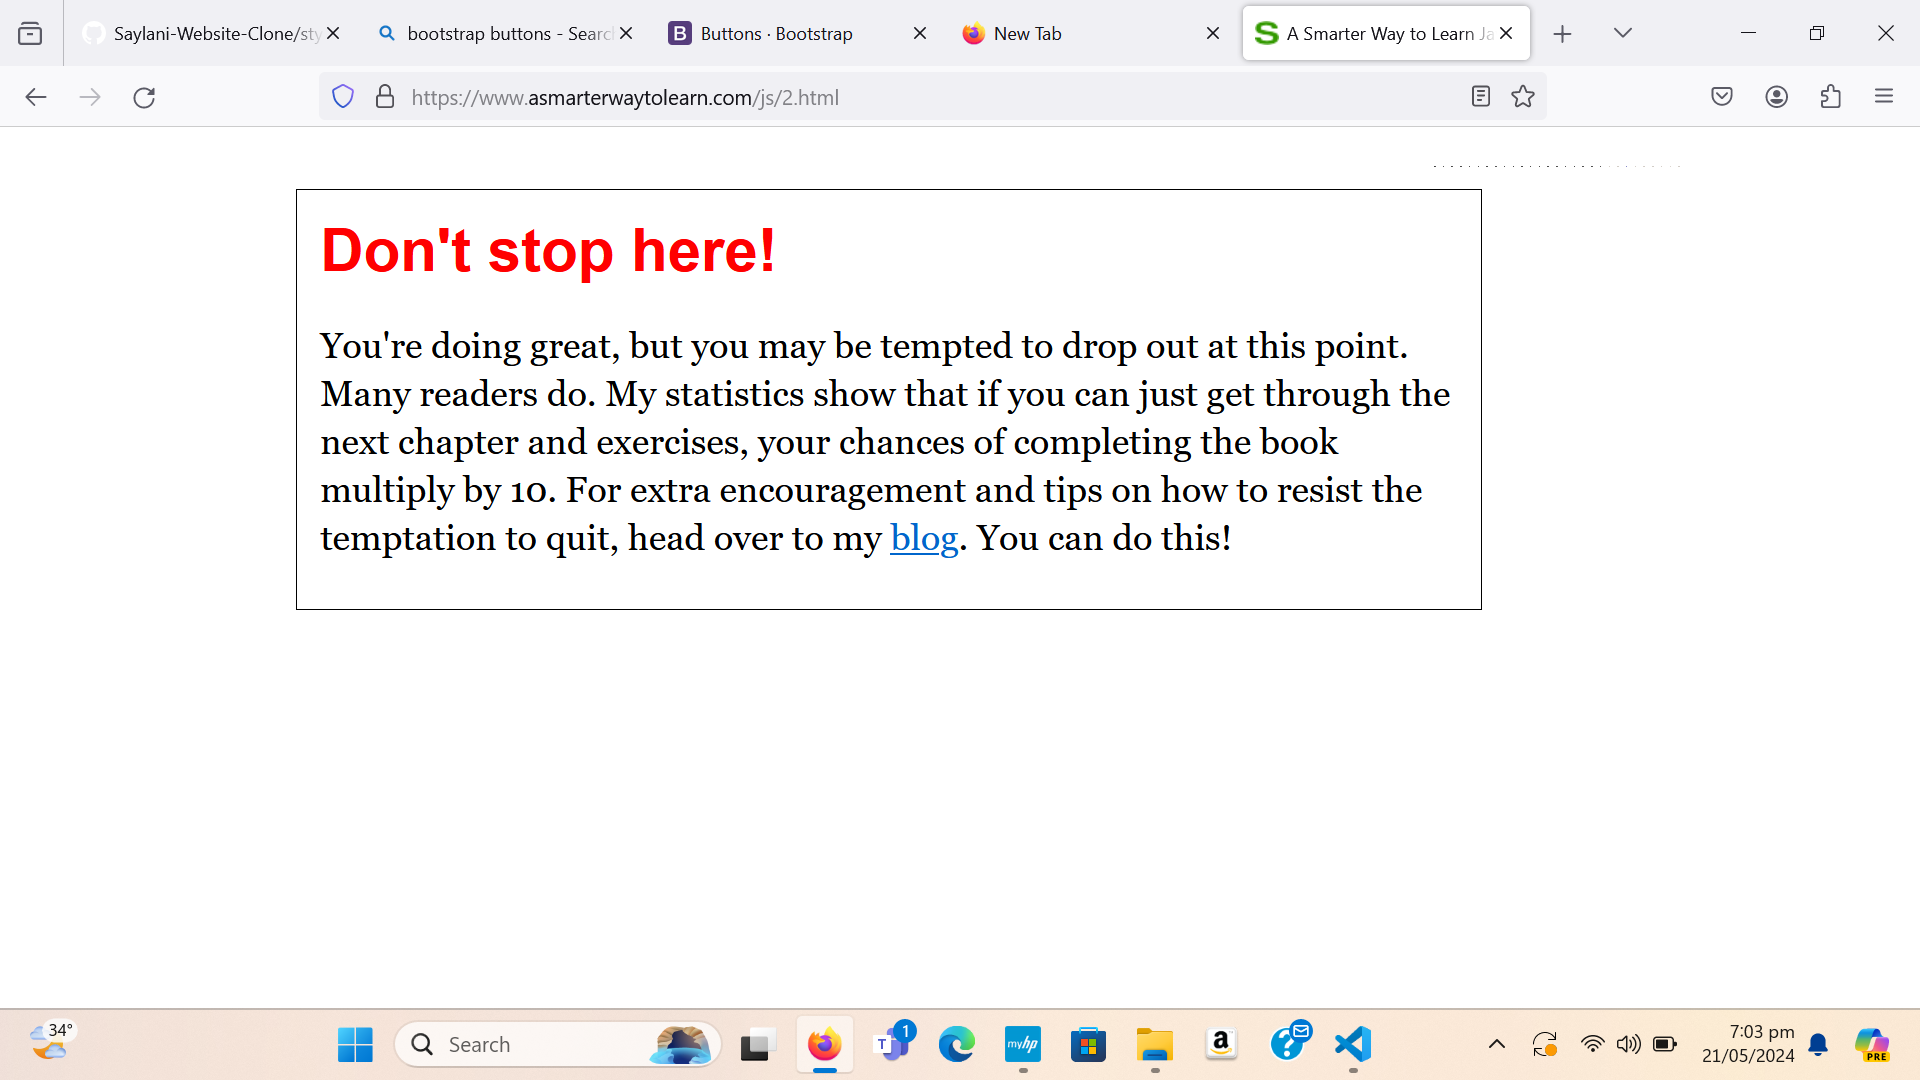 Saylani-Website-Clone/sty
bootstrap buttons - Searc
Buttons · Bootstrap
New Tab
A Smarter Way to Learn Ja
https://www.asmarterwaytolearn.com/js/2.html
Don't stop here!
You're doing great, but you may be tempted to drop out at this point.
Many readers do. My statistics show that if you can just get through the
next chapter and exercises, your chances of completing the book
multiply by 10. For extra encouragement and tips on how to resist the
temptation to quit, head over to my blog. You can do this!
34°
Search
T
1
myhp
a
7:03 pm
21/05/2024
PRE